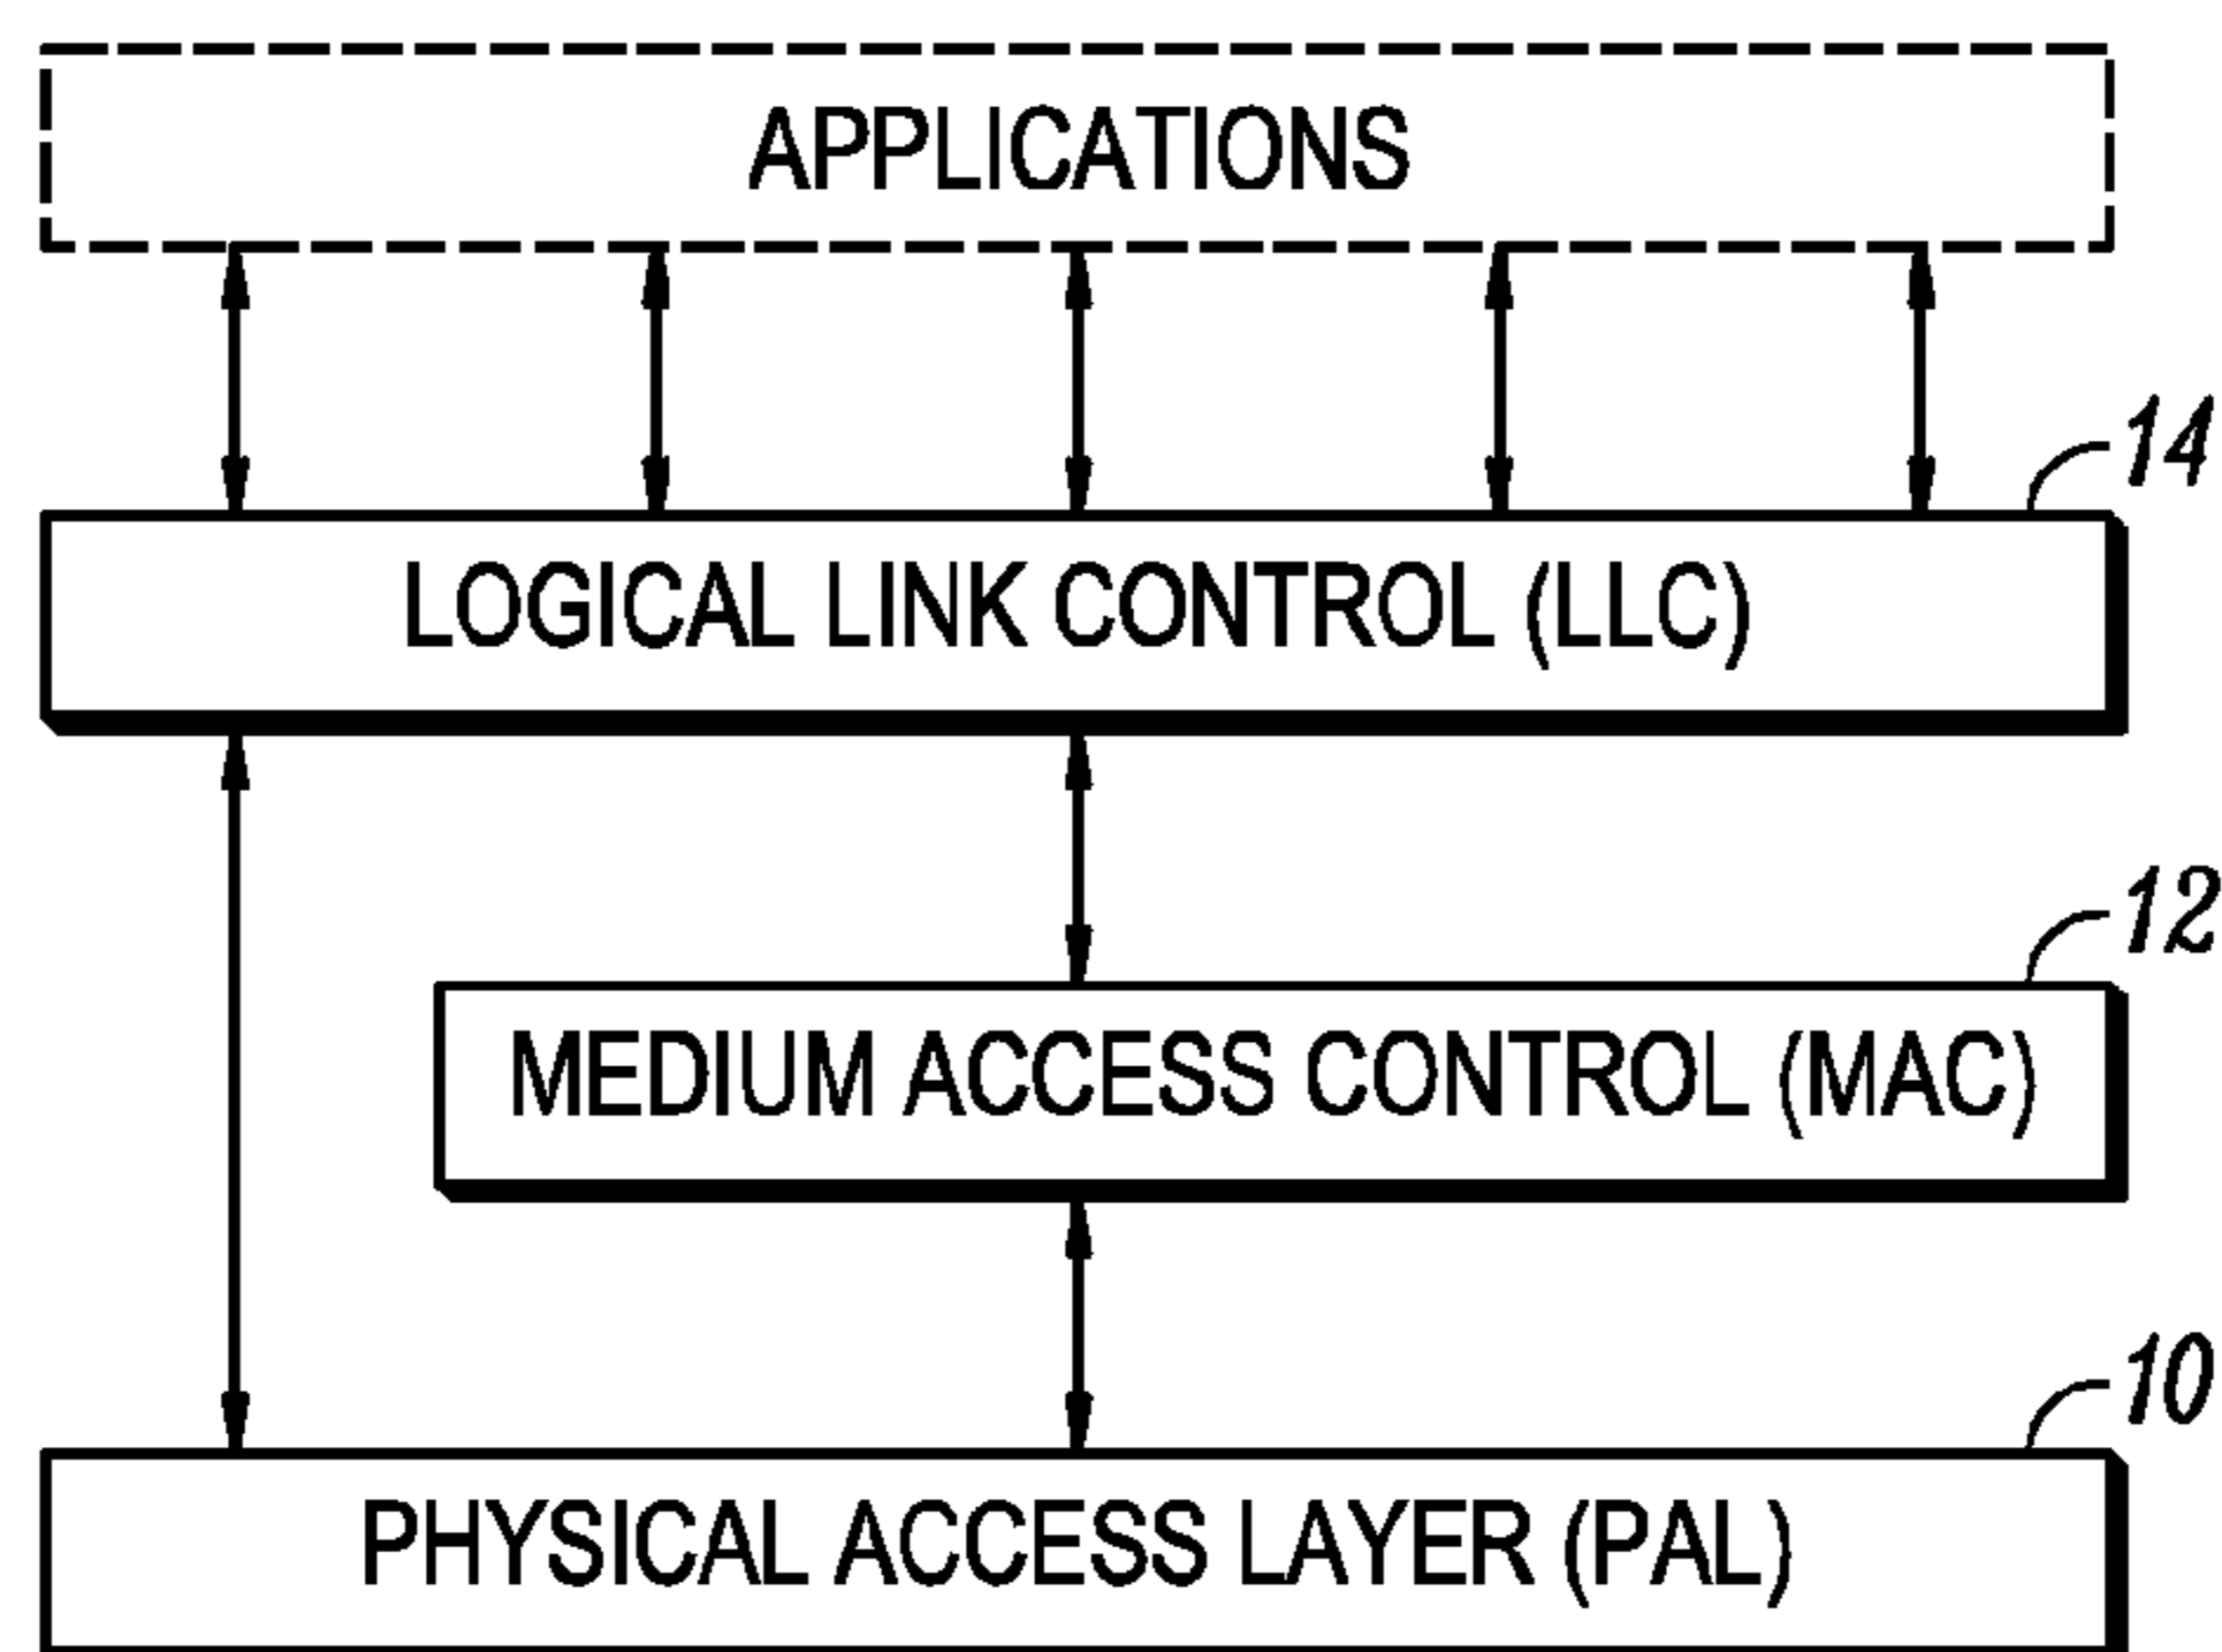 APPLICATIONS
14
LOGICAL LINK CONTROL (LLC)
12
MEDIUM ACCESS CONTROL (MAC)
10
PHYSICAL ACCESS LAYER (PAL)